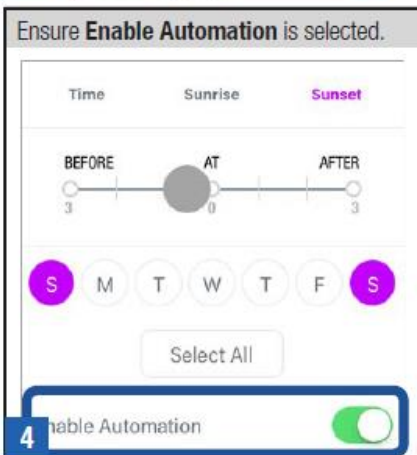 Ensure Enable Automation is selected.
Time Sunrise Sunset
BEFORE AT AFTER
3 0 3
S M T W T F S
Select All
4 nable Automation